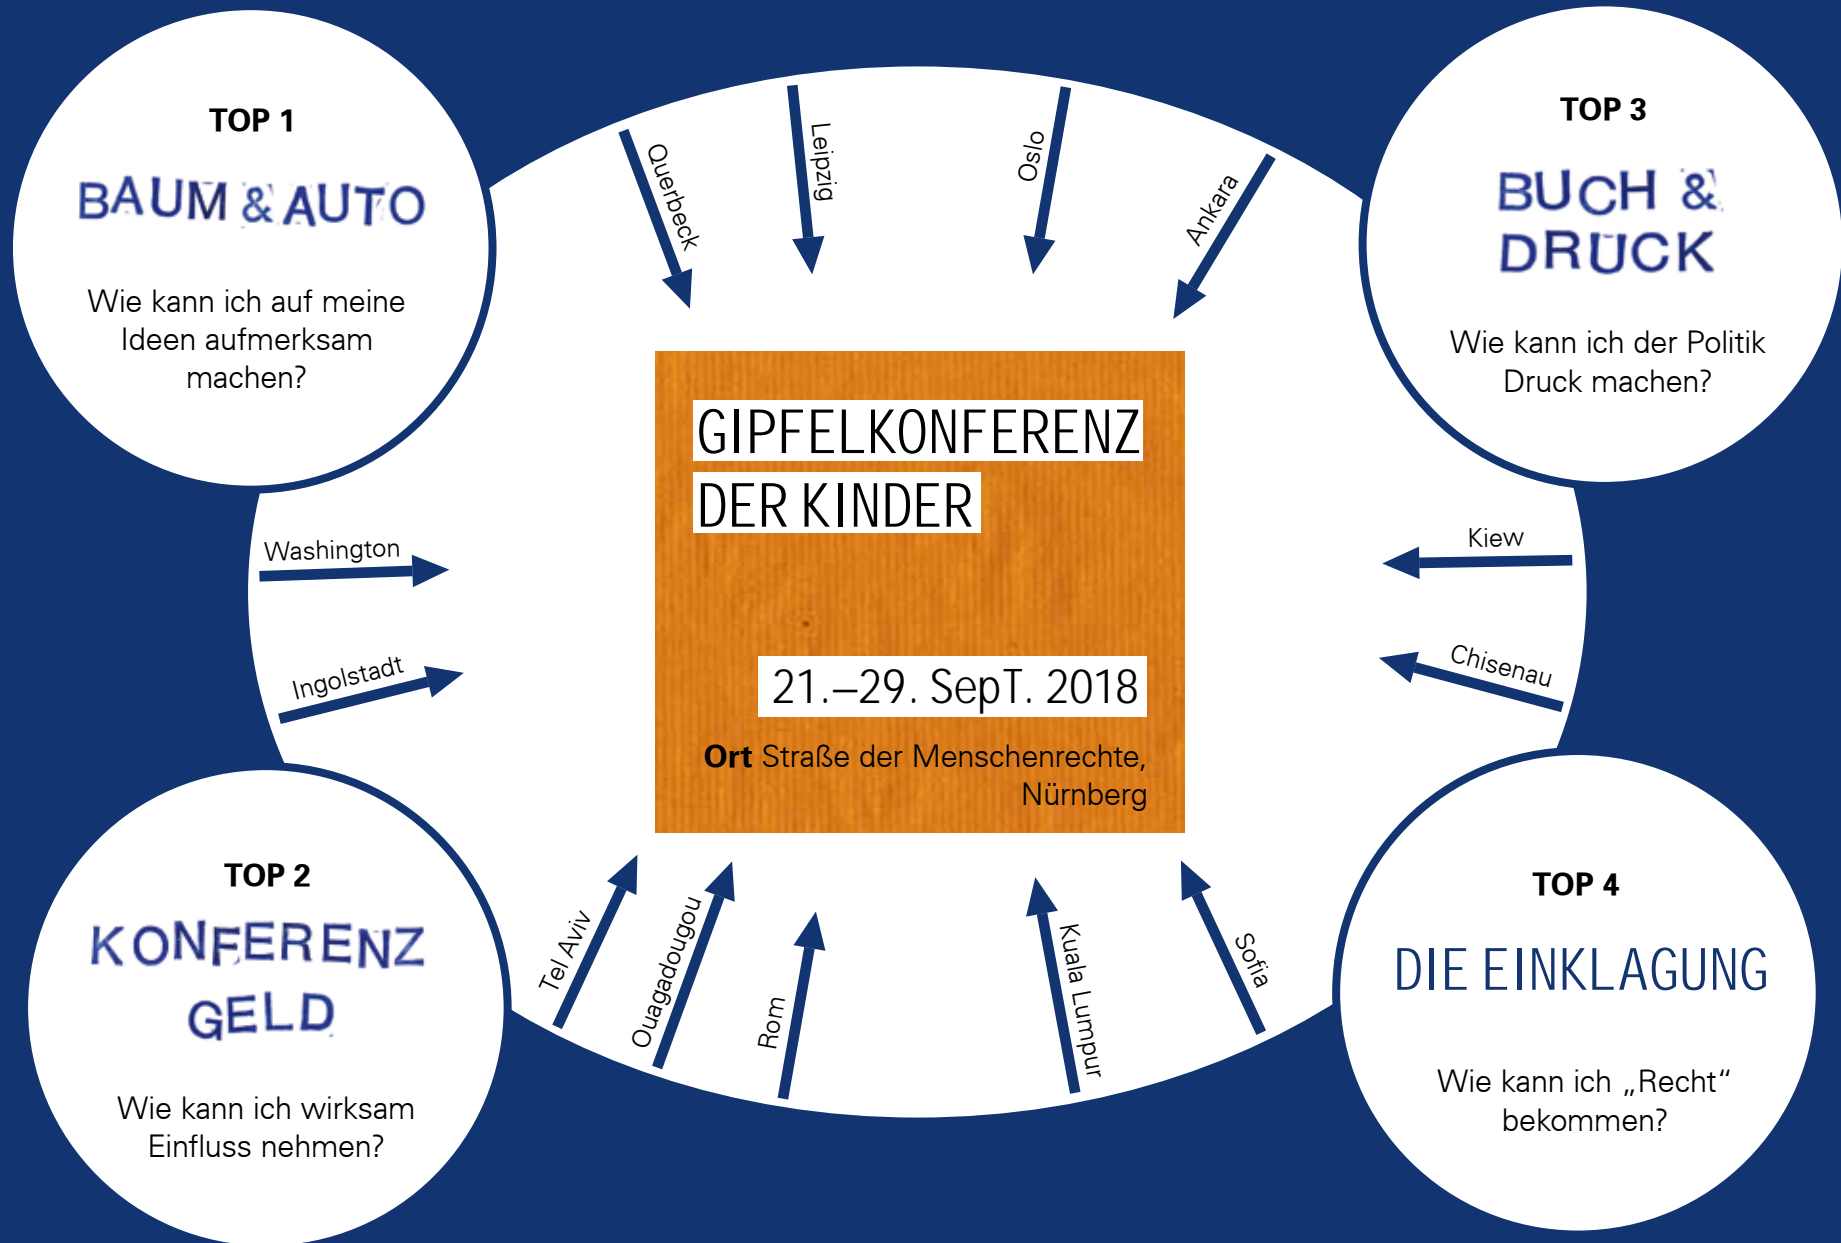 TOP 1
BAUM & AUTO
Wie kann ich auf meine
Ideen aufmerksam
machen?
Querbeck
Leipzig
Oslo
Ankara
TOP 3
BUCH &
DRUCK
Wie kann ich der Politik
Druck machen?
GIPFELKONFERENZ
DER KINDER
21.–29. SepT. 2018
Ort Straße der Menschenrechte,
Nürnberg
Washington
Ingolstadt
Kiew
Chisenau
TOP 2
KONFERENZ
GELD
Wie kann ich wirksam
Einfluss nehmen?
Tel Aviv
Ouagadougou
Rom
Kuala Lumpur
Sofia
TOP 4
DIE EINKLAGUNG
Wie kann ich „Recht“
bekommen?